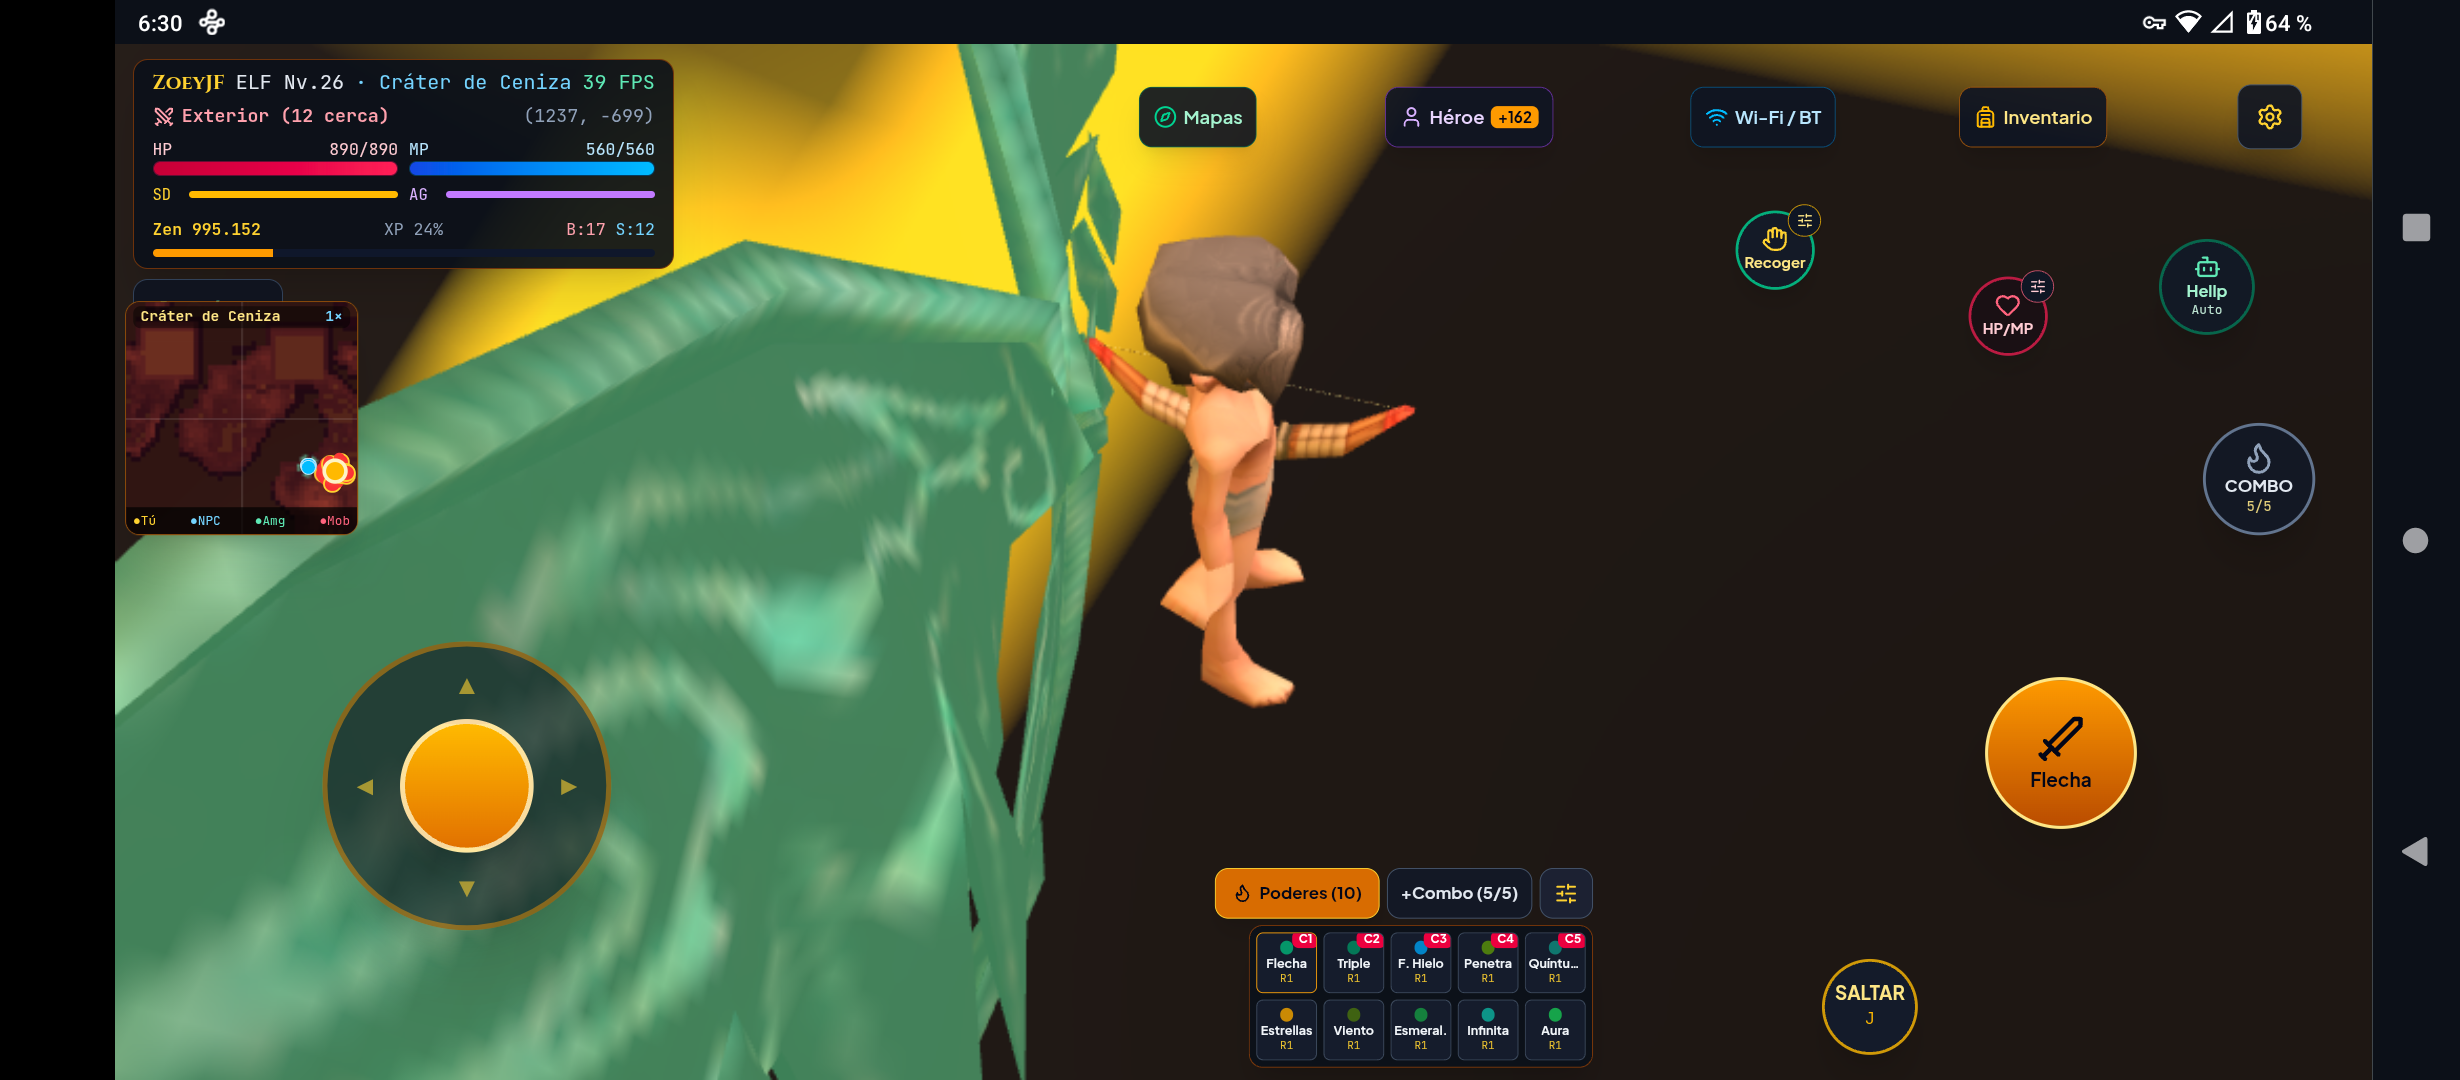 6:30
64 %
ZOEYJF ELF Nv.26 · Cráter de Ceniza 39 FPS
Exterior (12 cerca) (1237, -699)
HP 890/890 MP 560/560
SD AG
Zen 995.152 XP 24% B:17 S:12
Mapas
Héroe +162
Wi-Fi / BT
Inventario
Recoger
HP/MP
Hellp
Auto
Cráter de Ceniza 1×
Tú NPC Amg Mob
COMBO
5/5
Flecha
Poderes (10) +Combo (5/5)
C1 C2 C3 C4 C5
Flecha Triple F. Hielo Penetra Quíntu...
R1 R1 R1 R1 R1
Estrellas Viento Esmeral. Infinita Aura
R1 R1 R1 R1 R1
SALTAR
J